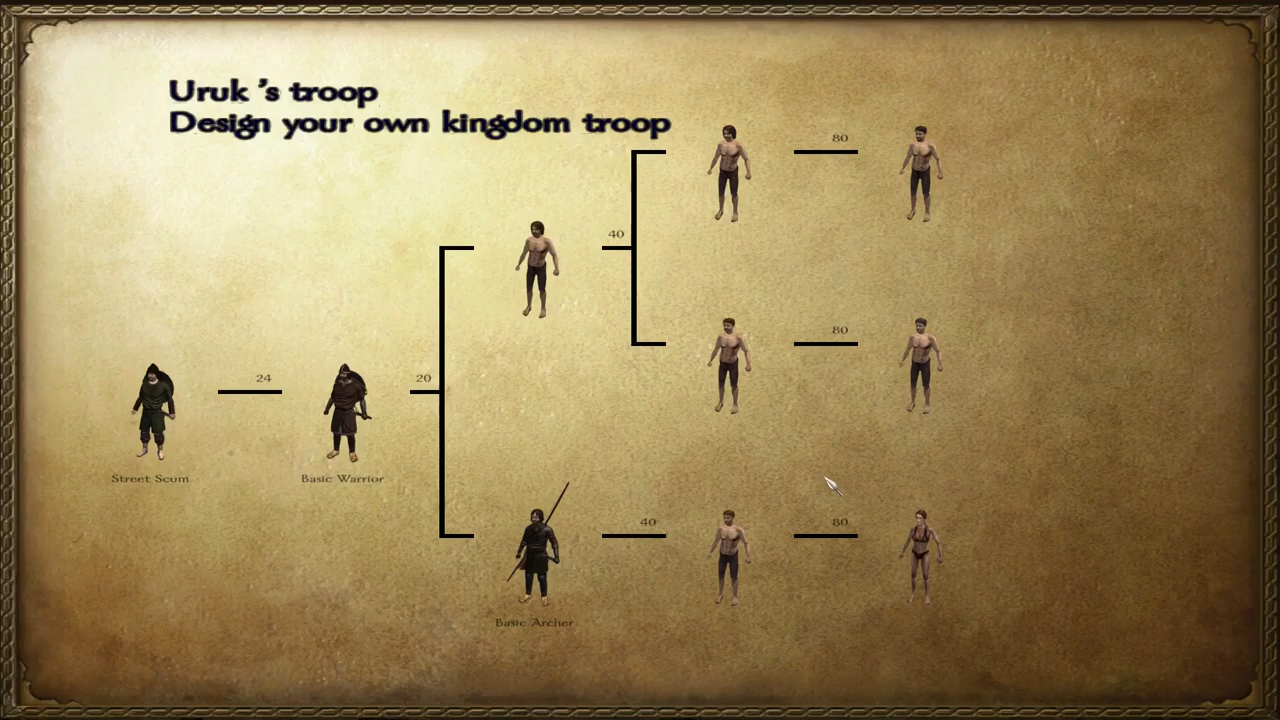 Uruk 's troop
Design your own kingdom troop
80
40
80
24
20
Street Scum
Basic Warrior
40
80
Basic Archer